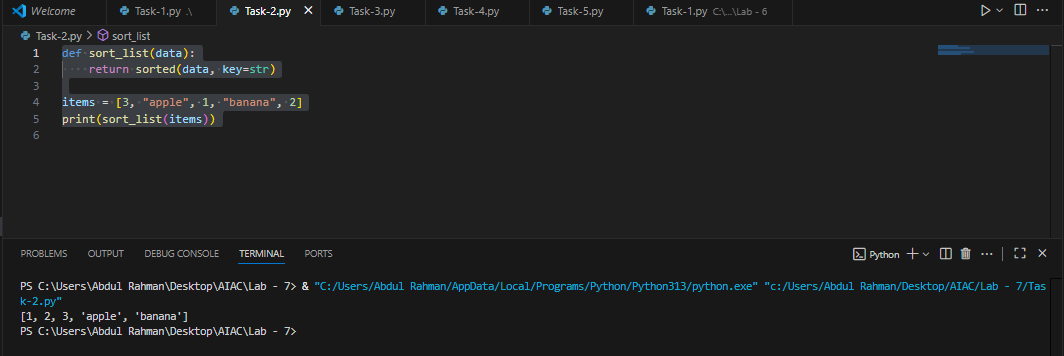 Welcome Task-1.py .\ Task-2.py Task-3.py Task-4.py Task-5.py Task-1.py C:\...\Lab - 6
Task-2.py > sort_list
1 def sort_list(data):
2     return sorted(data, key=str)
3
4 items = [3, "apple", 1, "banana", 2]
5 print(sort_list(items))
6
PROBLEMS OUTPUT DEBUG CONSOLE TERMINAL PORTS Python
PS C:\Users\Abdul Rahman\Desktop\AIAC\Lab - 7> & "C:/Users/Abdul Rahman/AppData/Local/Programs/Python/Python313/python.exe" "c:/Users/Abdul Rahman/Desktop/AIAC/Lab - 7/Tas
k-2.py"
[1, 2, 3, 'apple', 'banana']
PS C:\Users\Abdul Rahman\Desktop\AIAC\Lab - 7>